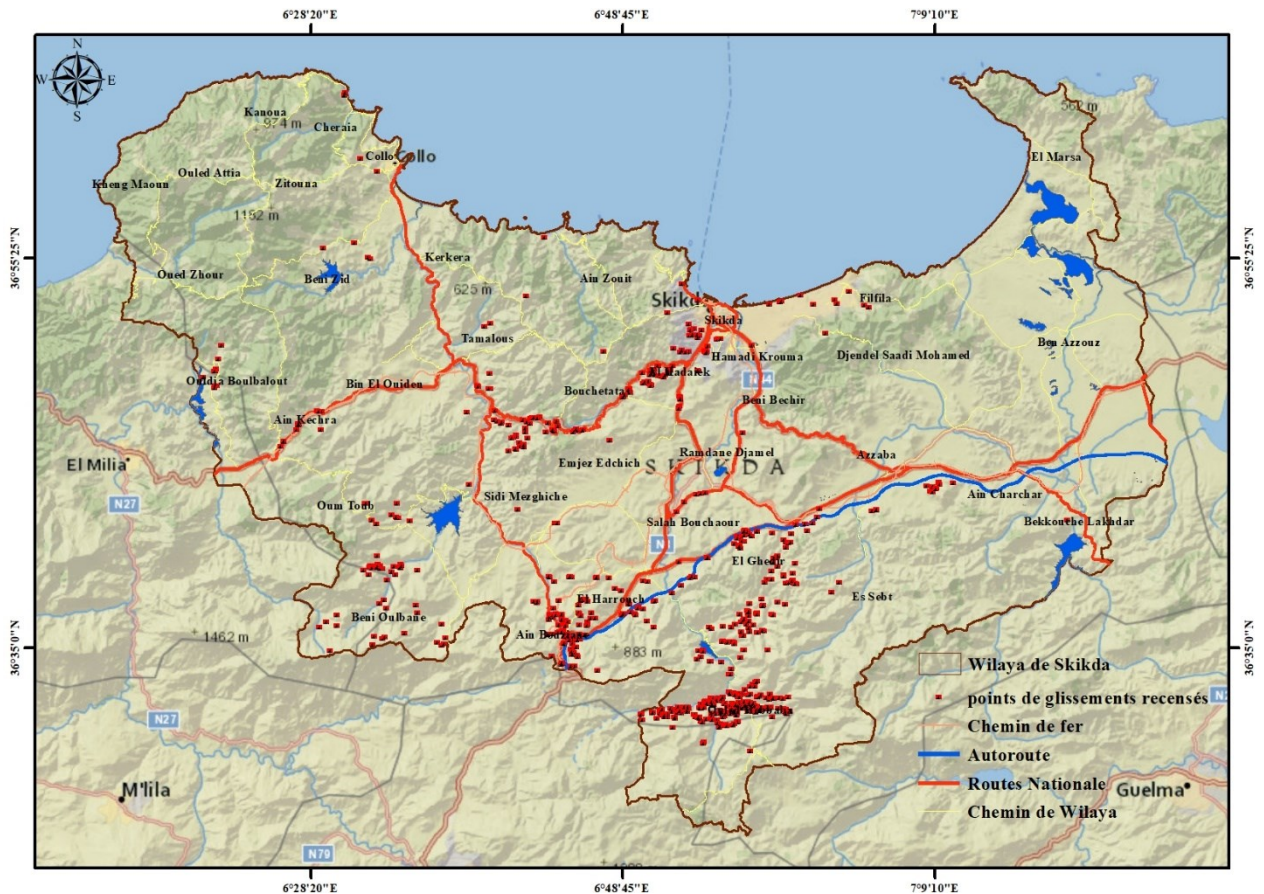 6°28'20"E
6°48'45"E
7°9'10"E
N
W
E
S
36°55'25"N
36°55'25"N
36°35'0"N
36°35'0"N
Kanoua
974 m
Cheraia
Collo
Collo
Kheng Maoun
Ouled Attia
Zitouna
1182 m
562 m
El Marsa
Oued Zhour
Beni Zid
Kerkera
625 m
Ain Zouit
Skikda
Filfila
Tamalous
Hamadi Krouma
Djendel Saadi Mohamed
Ben Azzouz
Ouldja Boulbalout
Bin El Ouiden
Bouchetata
Al Hadaiek
N44
Beni Bechir
Ain Kechra
El Milia
Emjez Edchich
Ramdane Djamel
SKIKDA
Azzaba
N27
Oum Toub
Sidi Mezghiche
Salah Bouchaour
Ain Charchar
Bekkouche Lakhdar
El Ghedir
El Harrouch
Es Sebt
Beni Oulbane
1462 m
Ain Bouziane
883 m
N27
M'lila
N79
Guelma
Wilaya de Skikda
points de glissements recensés
Chemin de fer
Autoroute
Routes Nationale
Chemin de Wilaya
6°28'20"E
6°48'45"E
7°9'10"E